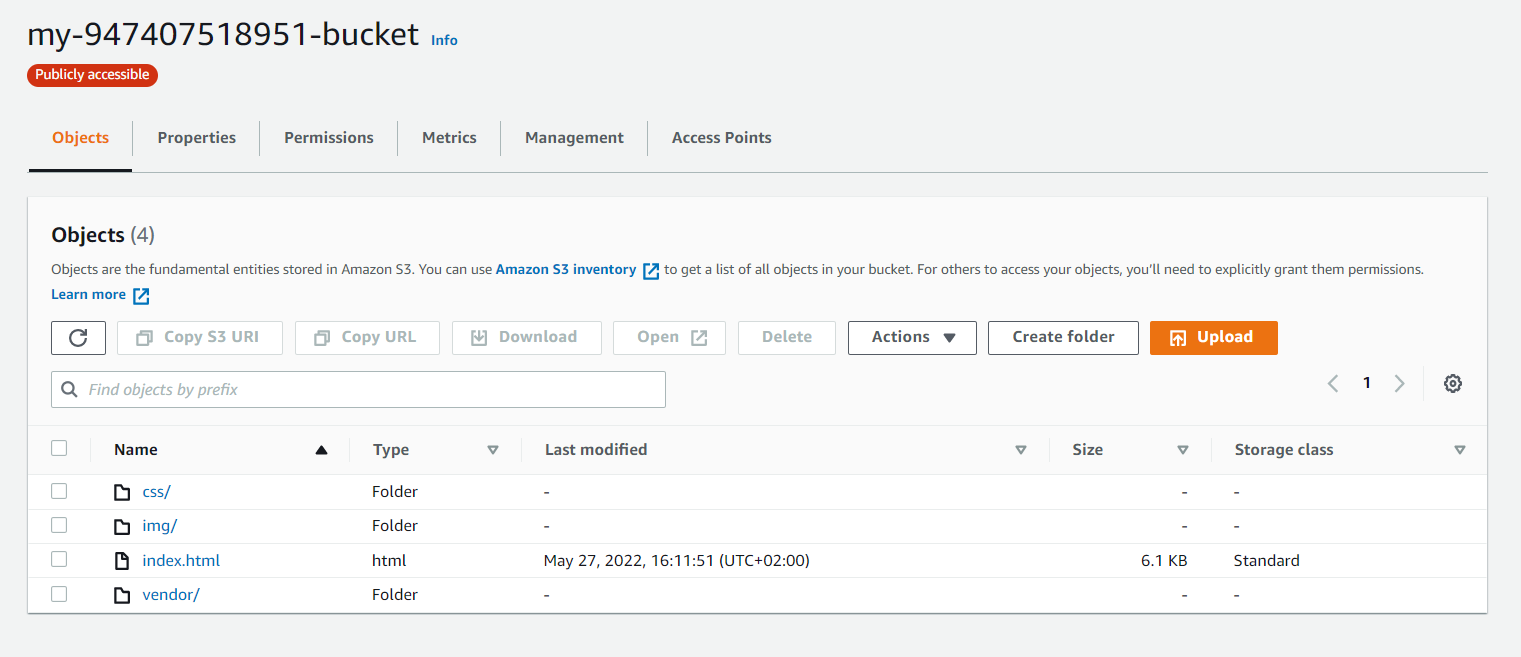 my-947407518951-bucket Info
Publicly accessible
Objects Properties Permissions Metrics Management Access Points
Objects (4)
Objects are the fundamental entities stored in Amazon S3. You can use Amazon S3 inventory to get a list of all objects in your bucket. For others to access your objects, you'll need to explicitly grant them permissions.
Learn more
Copy S3 URI Copy URL Download Open Delete Actions Create folder Upload
Find objects by prefix 1
Name Type Last modified Size Storage class
css/ Folder - - -
img/ Folder - - -
index.html html May 27, 2022, 16:11:51 (UTC+02:00) 6.1 KB Standard
vendor/ Folder - - -